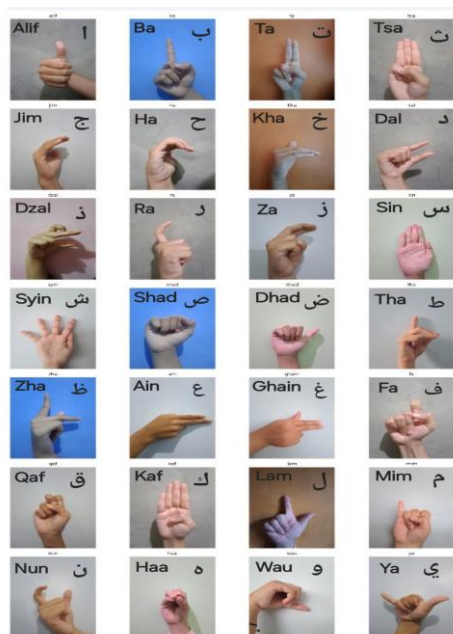 Alif ا
Ba ب
Ta ت
Tsa ث
Jim ج
Ha ح
Kha خ
Dal د
Dzal ذ
Ra ر
Za ز
Sin س
Syin ش
Shad ص
Dhad ض
Tha ط
Zha ظ
Ain ع
Ghain غ
Fa ف
Qaf ق
Kaf ك
Lam ل
Mim م
Nun ن
Haa ه
Wau و
Ya ي